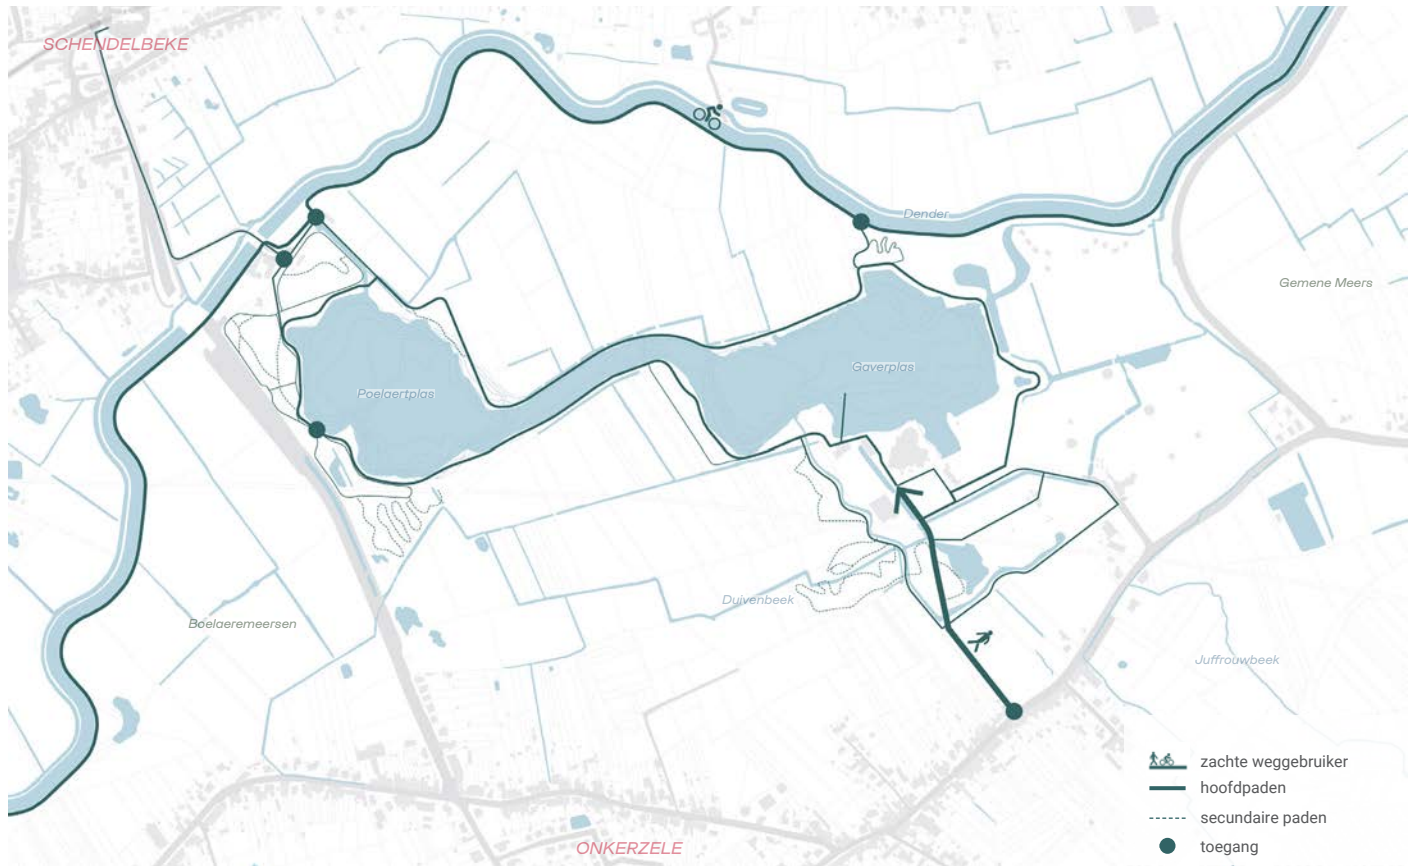 SCHENDELBEKE
Dender
Gemene Meers
Gaverplas
Poelaertplas
Duivenbeek
Boelaeremeersen
Juffrouwbeek
zachte weggebruiker
hoofdpaden
secundaire paden
toegang
ONKERZELE